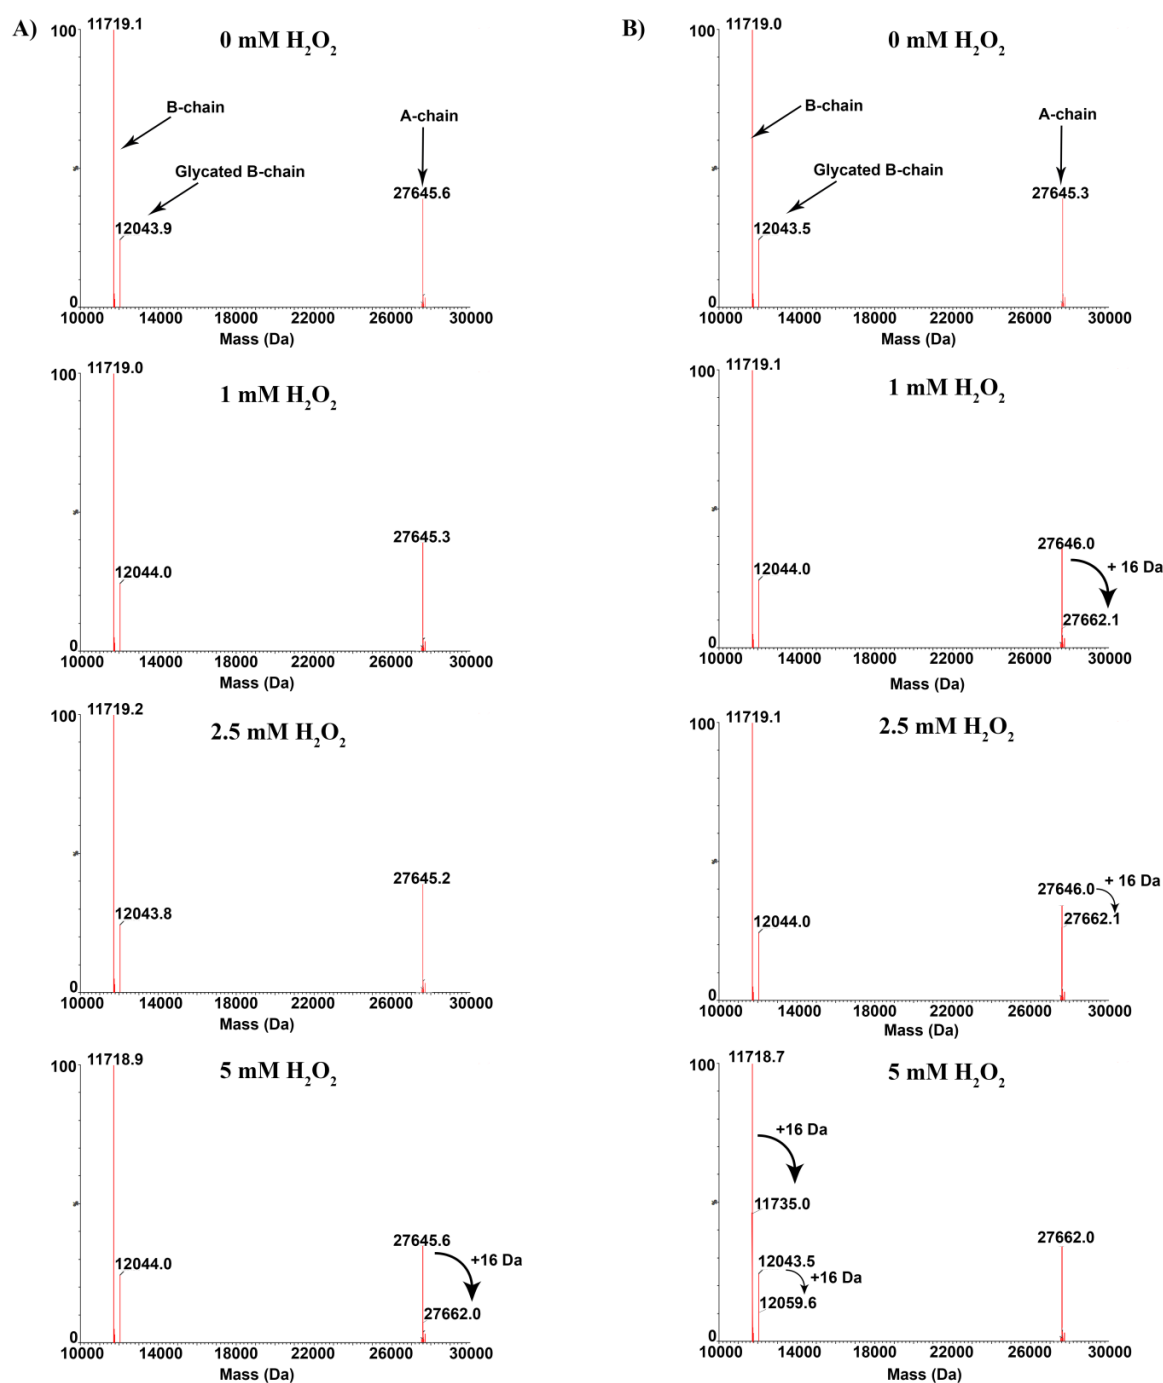 A)
0 mM H₂O₂
11719.1
100
B-chain
A-chain
Glycated B-chain
27645.6
12043.9
%
0
10000 14000 18000 22000 26000 30000
Mass (Da)
1 mM H₂O₂
11719.0
100
27645.3
12044.0
%
0
10000 14000 18000 22000 26000 30000
Mass (Da)
2.5 mM H₂O₂
11719.2
100
27645.2
12043.8
%
0
10000 14000 18000 22000 26000 30000
Mass (Da)
5 mM H₂O₂
11718.9
100
27645.6
+16 Da
12044.0
27662.0
%
0
10000 14000 18000 22000 26000 30000
Mass (Da)
B)
0 mM H₂O₂
11719.0
100
B-chain
A-chain
Glycated B-chain
27645.3
12043.5
%
0
10000 14000 18000 22000 26000 30000
Mass (Da)
1 mM H₂O₂
11719.1
100
27646.0
+ 16 Da
12044.0
27662.1
%
0
10000 14000 18000 22000 26000 30000
Mass (Da)
2.5 mM H₂O₂
11719.1
100
27646.0
+ 16 Da
12044.0
27662.1
%
0
10000 14000 18000 22000 26000 30000
Mass (Da)
5 mM H₂O₂
11718.7
100
+16 Da
11735.0
27662.0
12043.5
+16 Da
12059.6
%
0
10000 14000 18000 22000 26000 30000
Mass (Da)